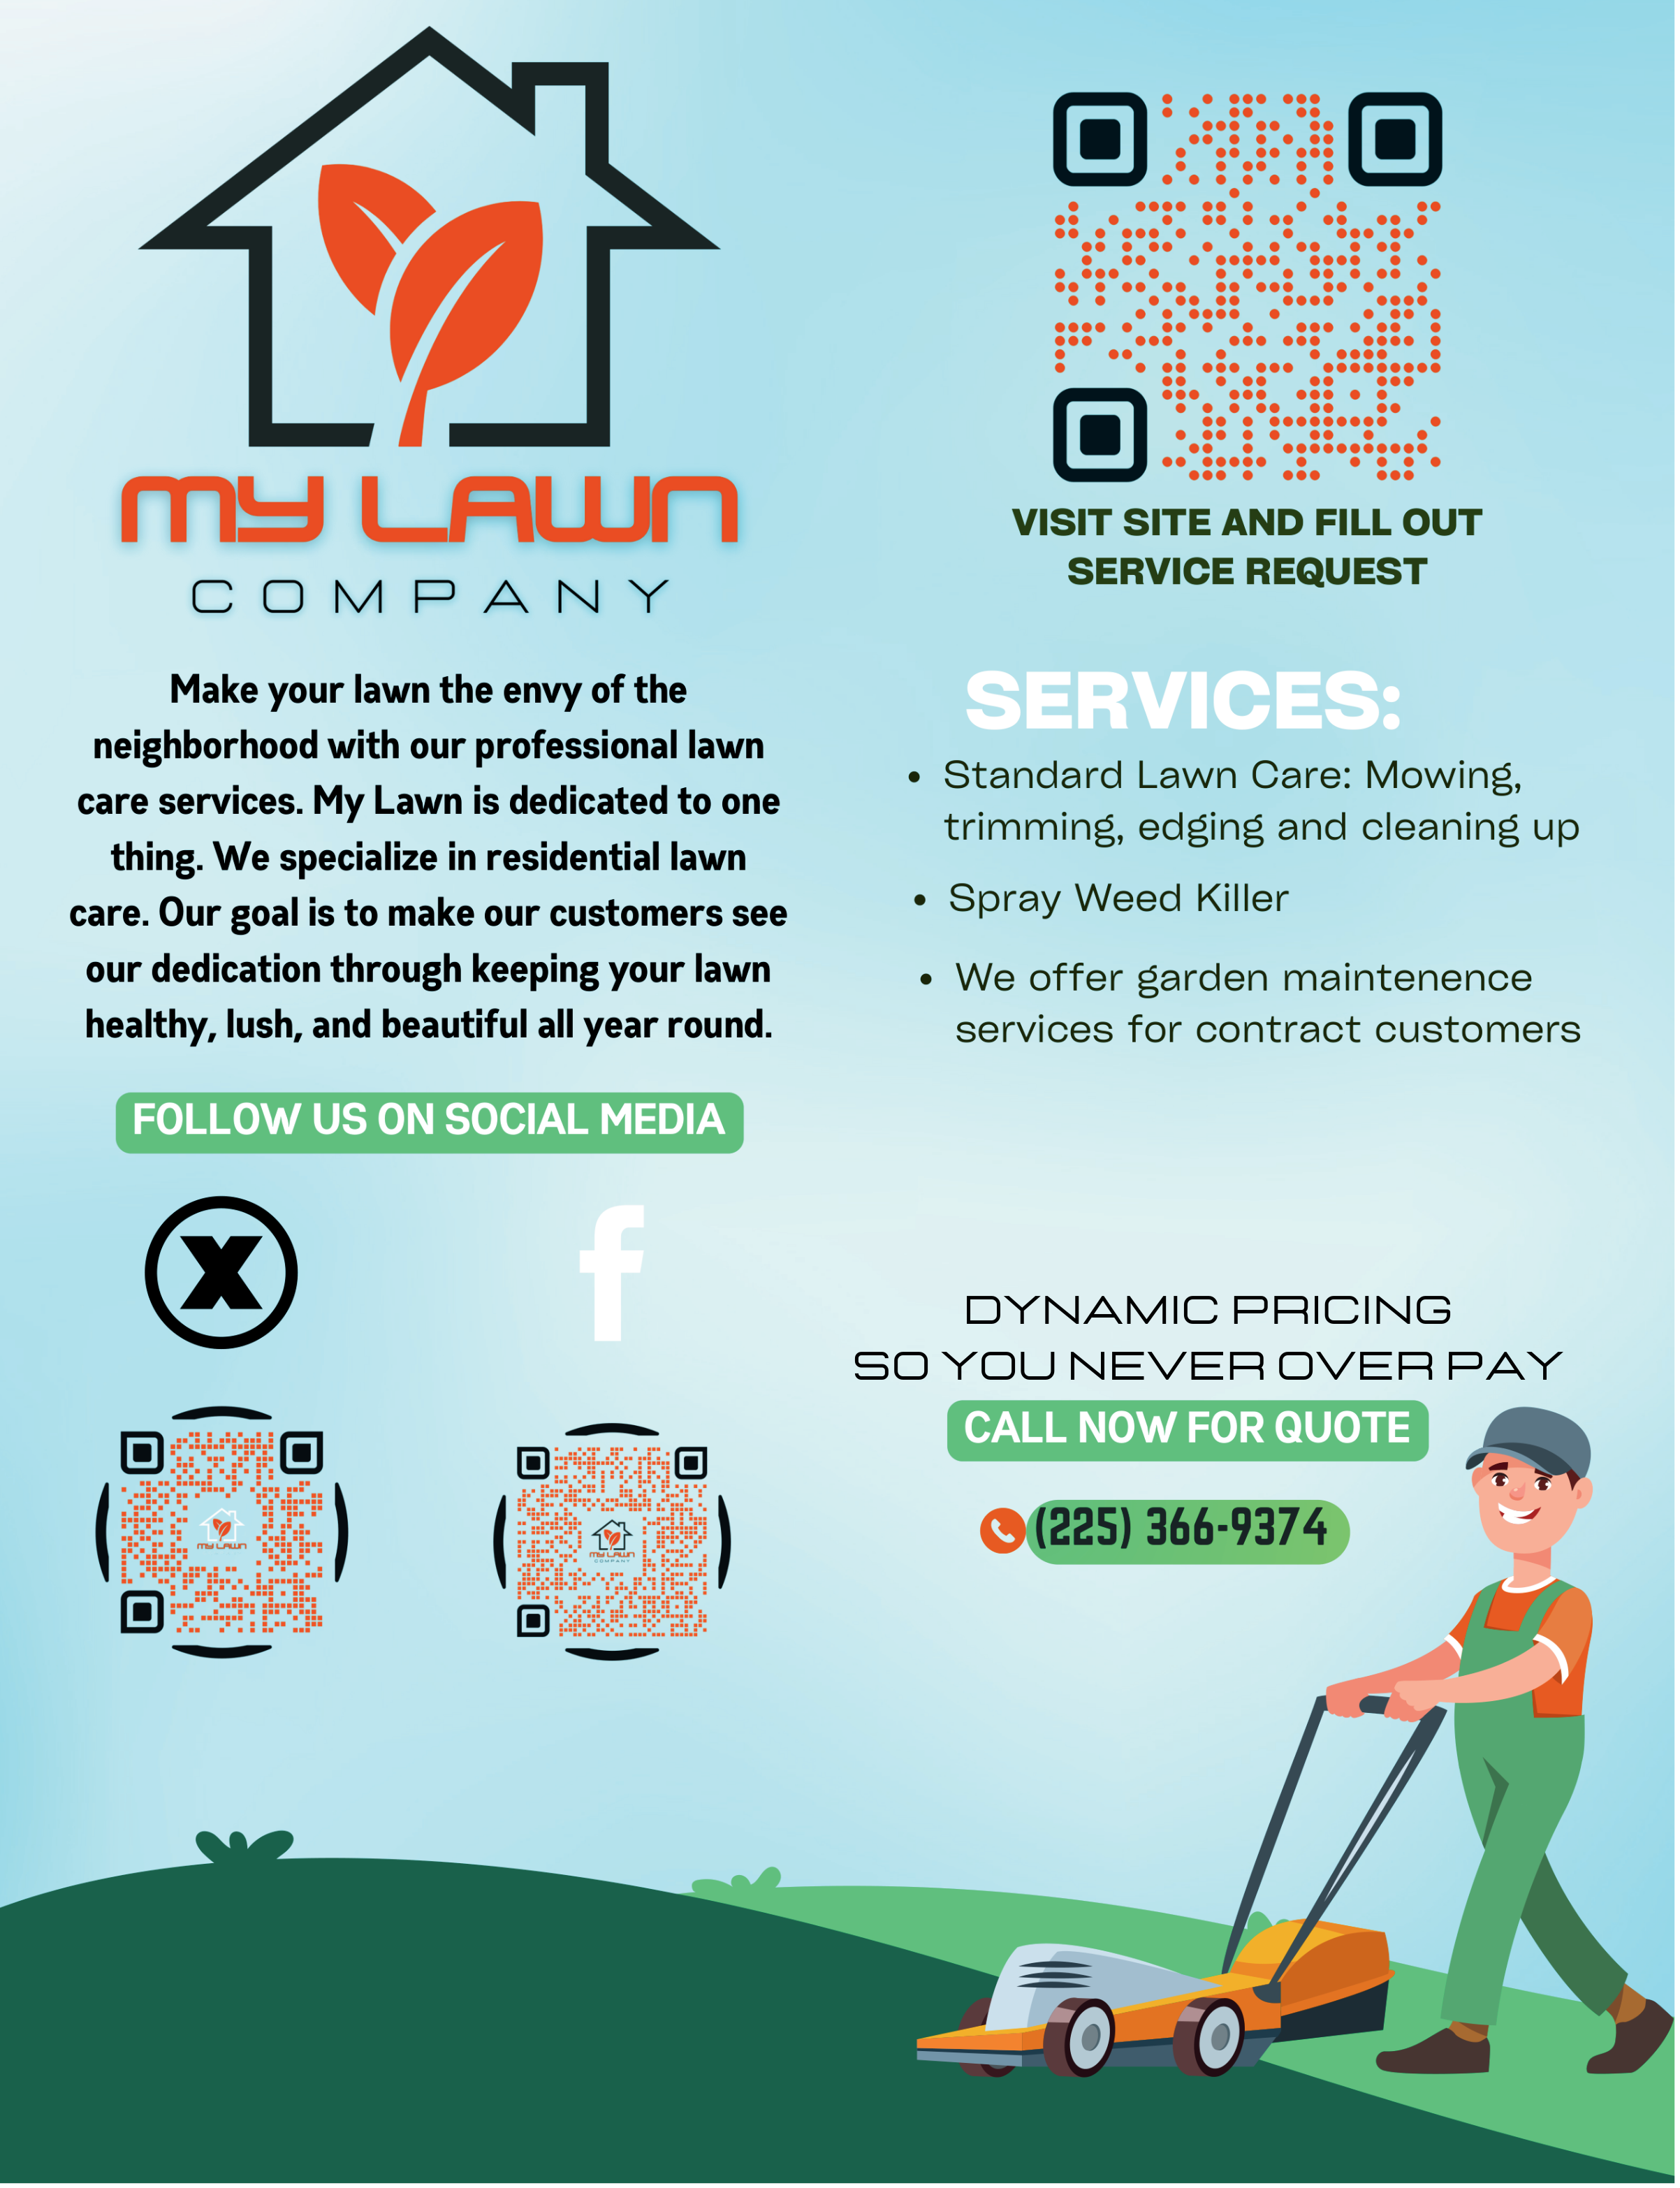 MY LAWN
COMPANY
Make your lawn the envy of the
neighborhood with our professional lawn
care services. My Lawn is dedicated to one
thing. We specialize in residential lawn
care. Our goal is to make our customers see
our dedication through keeping your lawn
healthy, lush, and beautiful all year round.
FOLLOW US ON SOCIAL MEDIA
X
f
MY LAWN
MY LAWN
COMPANY
VISIT SITE AND FILL OUT
SERVICE REQUEST
SERVICES:
• Standard Lawn Care: Mowing,
trimming, edging and cleaning up
• Spray Weed Killer
• We offer garden maintenence
services for contract customers
DYNAMIC PRICING
SO YOU NEVER OVER PAY
CALL NOW FOR QUOTE
(225) 366-9374